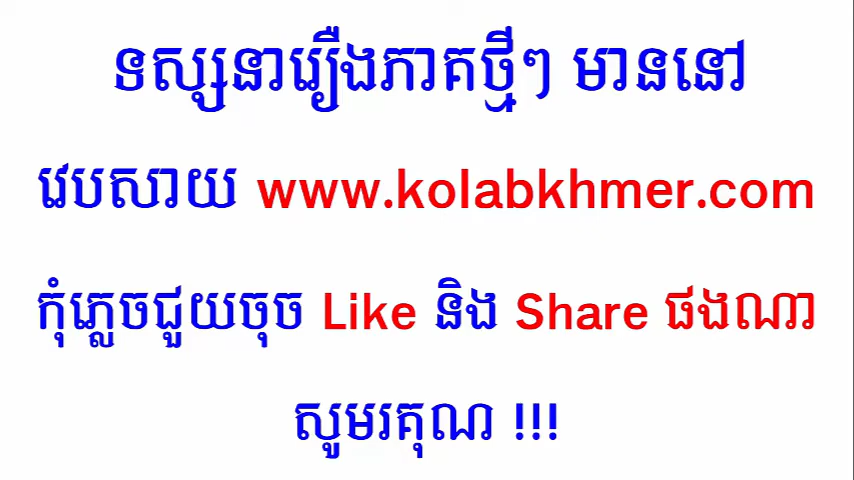 ទស្សនារឿងភាគថ្មីៗ មាននៅ
វេបសាយ www.kolabkhmer.com
កុំភ្លេចជួយចុច Like និង Share ផងណា
សូមរគុណ !!!